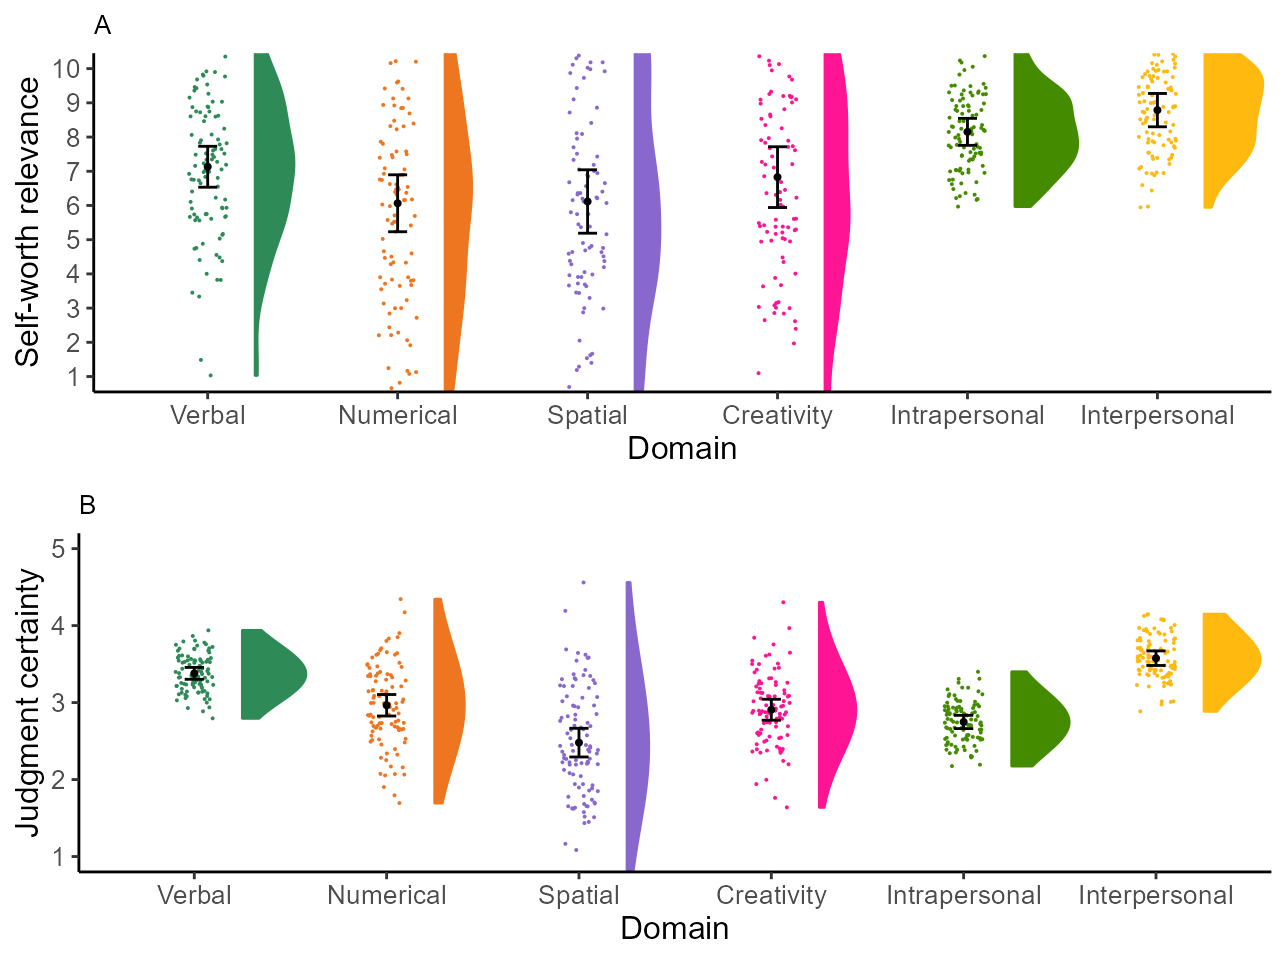 A
Self-worth relevance
10
9
8
7
6
5
4
3
2
1
Verbal Numerical Spatial Creativity Intrapersonal Interpersonal
Domain
B
Judgment certainty
5
4
3
2
1
Verbal Numerical Spatial Creativity Intrapersonal Interpersonal
Domain